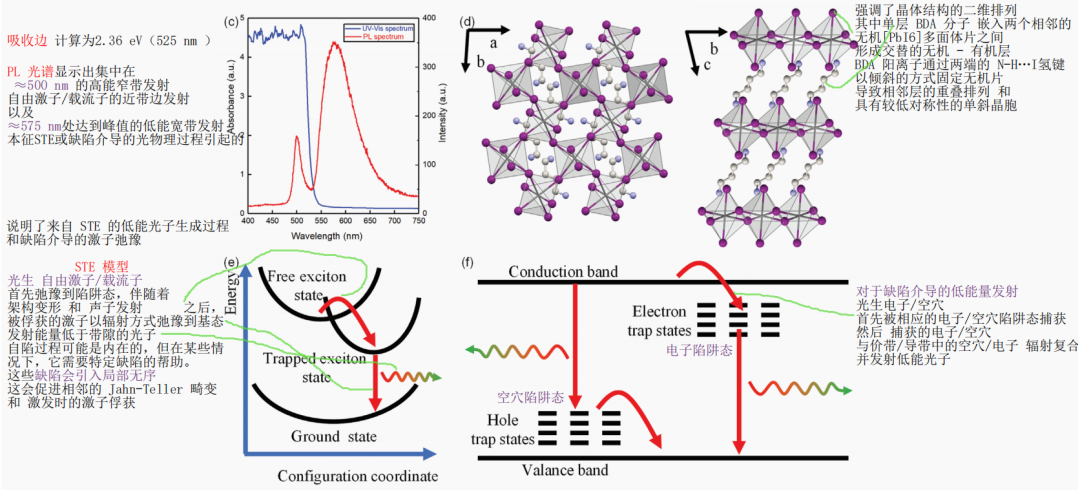 吸收边 计算为2.36 eV（525 nm ）
PL 光谱显示出集中在
≈500 nm 的高能窄带发射
自由激子/载流子的近带边发射
以及
≈575 nm处达到峰值的低能宽带发射
本征STE或缺陷介导的光物理过程引起的
(c)
5
4
3
2
1
0
Absorbance (a.u.)
UV-Vis spectrum
PL spectrum
400
350
300
200
100
0
Intensity (a.u.)
400 450 500 550 600 650 700 750
Wavelength (nm)
(d)
a
b
b
c
强调了晶体结构的二维排列
其中单层 BDA 分子 嵌入两个相邻的
无机[PbI6]多面体片之间
形成交替的无机 - 有机层
BDA 阳离子通过两端的 N-H···I氢键
以倾斜的方式固定无机片
导致相邻层的重叠排列 和
具有较低对称性的单斜晶胞
说明了来自 STE 的低能光子生成过程
和缺陷介导的激子弛豫
STE 模型
光生 自由激子/载流子
首先弛豫到陷阱态，伴随着
架构变形 和 声子发射 之后，
被俘获的激子以辐射方式弛豫到基态
发射能量低于带隙的光子
自陷过程可能是内在的，但在某些情
况下，它需要特定缺陷的帮助。
这些缺陷会引入局部无序
这会促进相邻的 Jahn-Teller 畸变
和 激发时的激子俘获
(e)
Energy
Free exciton
state
Trapped exciton
state
Ground state
Configuration coordinate
(f)
Conduction band
Electron
trap states
电子陷阱态
空穴陷阱态
Hole
trap states
Valance band
对于缺陷介导的低能量发射
光生电子/空穴
首先被相应的电子/空穴陷阱态捕获
然后 捕获的电子/空穴
与价带/导带中的空穴/电子 辐射复合
并发射低能光子